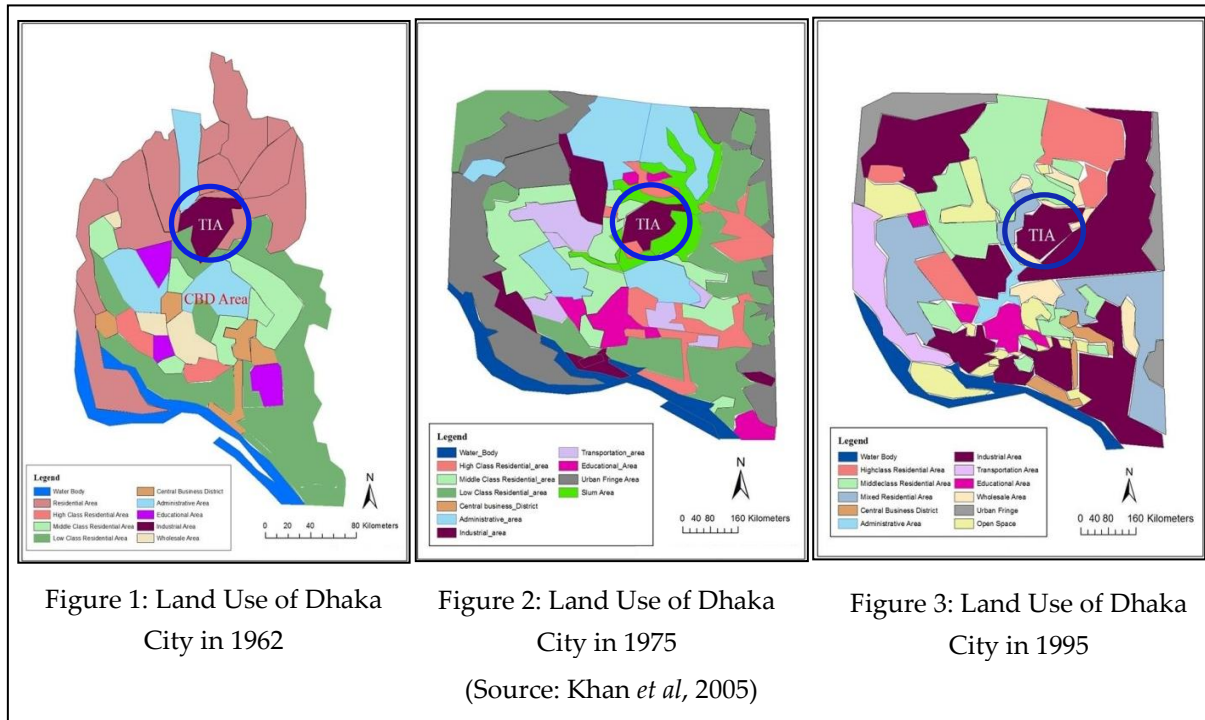 TIA
CBD Area
Legend
Water Body
Residential Area
High Class Residential Area
Middle Class Residential Area
Low Class Residential Area
Central Business District
Administrative Area
Educational Area
Industrial Area
Wholesale Area
N
0 20 40 80 Kilometers
TIA
Legend
Water_Body
High Class Residential_area
Middle Class Residential_area
Low Class Residential_area
Central business_District
Administrative_area
Industrial_area
Transportation_area
Educational_Area
Urban Fringe Area
Slum Area
N
0 40 80 160 Kilometers
TIA
Legend
Water Body
Highclass Residential Area
Middleclass Residential Area
Mixed Residential Area
Central Business District
Administrative Area
Industrial Area
Transportation Area
Educational Area
Wholesale Area
Urban Fringe
Open Space
N
0 40 80 160 Kilometers
Figure 1: Land Use of Dhaka
City in 1962
Figure 2: Land Use of Dhaka
City in 1975
Figure 3: Land Use of Dhaka
City in 1995
(Source: Khan et al, 2005)